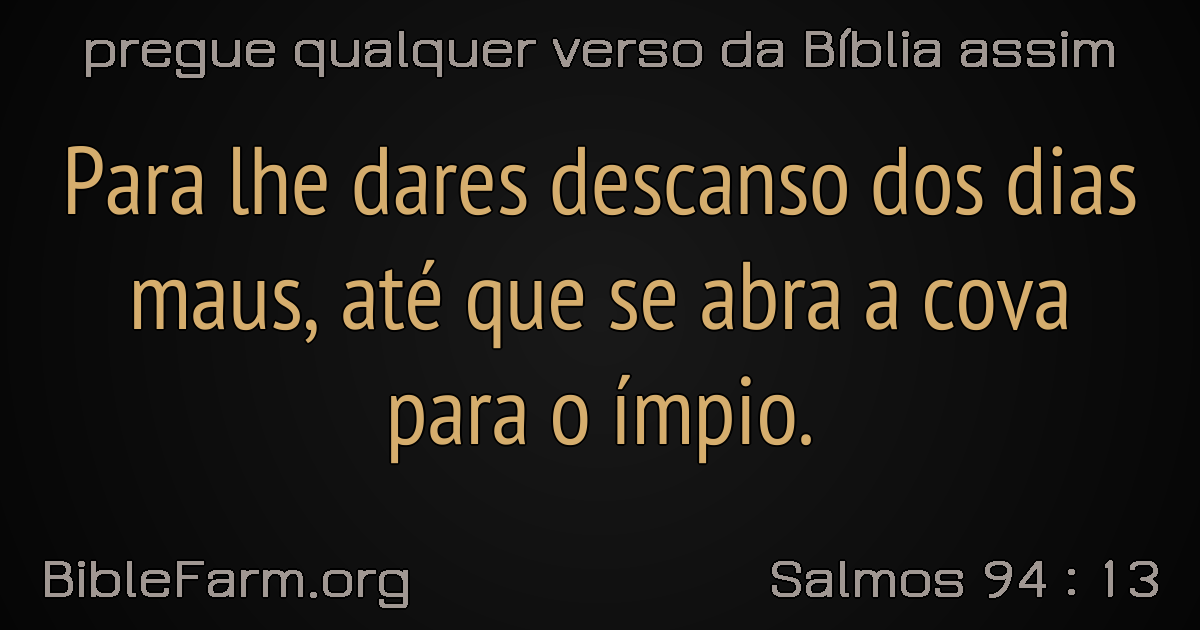 pregue qualquer verso da Bíblia assim
Para lhe dares descanso dos dias
maus, até que se abra a cova
para o ímpio.
BibleFarm.org
Salmos 94 : 13